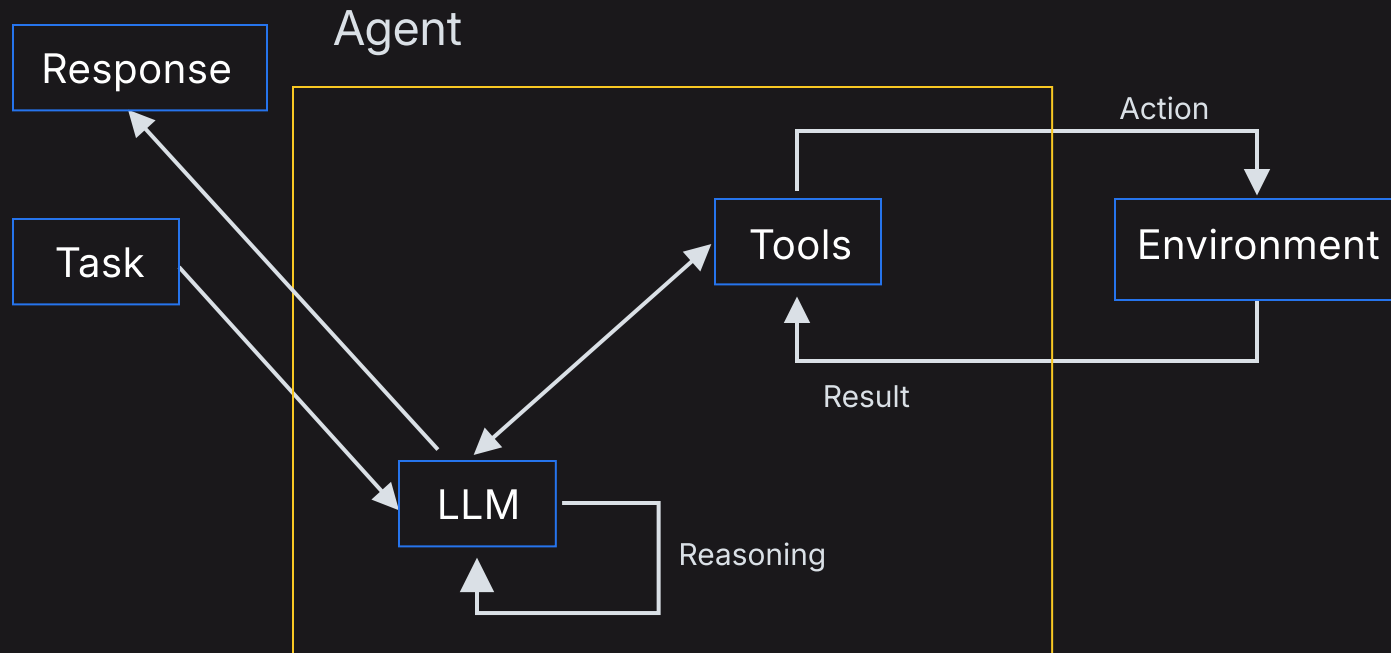 Agent
Response
Action
Task
Tools
Environment
Result
LLM
Reasoning